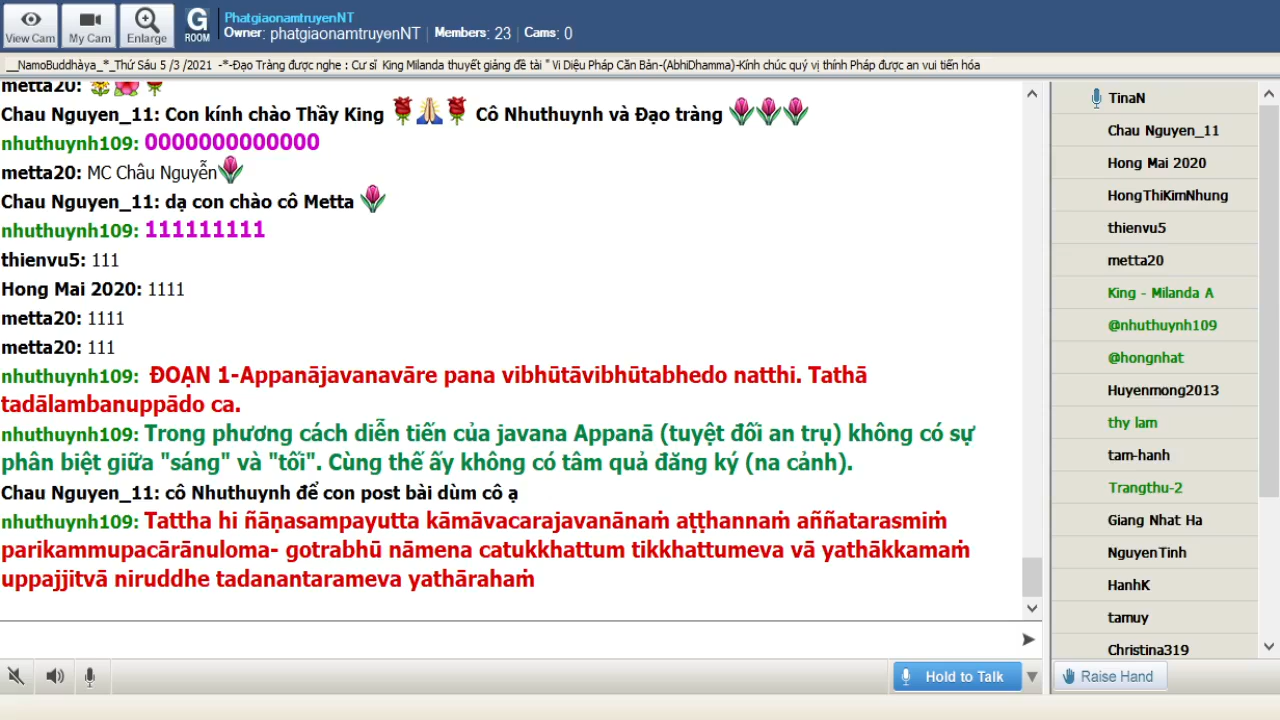 View Cam
My Cam
Enlarge
G
ROOM
PhatgiaonamtruyenNT
Owner: phatgiaonamtruyenNT | Members: 23 | Cams: 0
__NamoBuddhàya_*_Thứ Sáu 5 /3 /2021 -*-Đạo Tràng được nghe : Cư sĩ King Milanda thuyết giảng đề tài " Vi Diệu Pháp Căn Bản-(AbhiDhamma)-Kính chúc quý vị thính Pháp được an vui tiến hóa
metta20:
Chau Nguyen_11: Con kính chào Thầy King Cô Nhuthuynh và Đạo tràng
nhuthuynh109: 0000000000000
metta20: MC Châu Nguyễn
Chau Nguyen_11: dạ con chào cô Metta
nhuthuynh109: 111111111
thienvu5: 111
Hong Mai 2020: 1111
metta20: 1111
metta20: 111
nhuthuynh109: ĐOẠN 1-Appanājavanavāre pana vibhūtāvibhūtabhedo natthi. Tathā
tadālambanuppādo ca.
nhuthuynh109: Trong phương cách diễn tiến của javana Appanā (tuyệt đối an trụ) không có sự
phân biệt giữa "sáng" và "tối". Cùng thế ấy không có tâm quả đăng ký (na cảnh).
Chau Nguyen_11: cô Nhuthuynh để con post bài dùm cô ạ
nhuthuynh109: Tattha hi ñāṇasampayutta kāmāvacarajavanānaṁ aṭṭhannaṁ aññatarasmiṁ
parikammupacārānuloma- gotrabhū nāmena catukkhattum tikkhattumeva vā yathākkamaṁ
uppajjitvā niruddhe tadanantarameva yathārahaṁ
TinaN
Chau Nguyen_11
Hong Mai 2020
HongThiKimNhung
thienvu5
metta20
King - Milanda A
@nhuthuynh109
@hongnhat
Huyenmong2013
thy lam
tam-hanh
Trangthu-2
Giang Nhat Ha
NguyenTinh
HanhK
tamuy
Christina319
Hold to Talk
Raise Hand